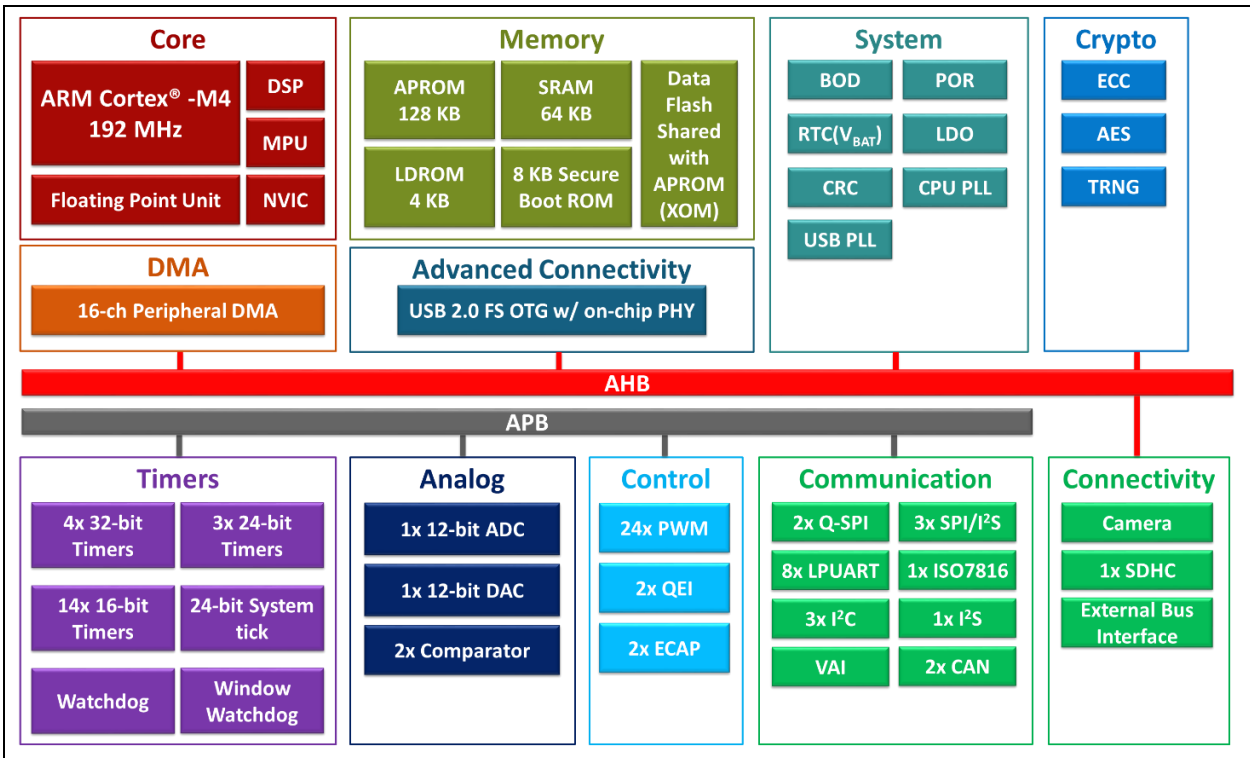 Core
ARM Cortex® -M4
192 MHz
DSP
MPU
Floating Point Unit
NVIC
Memory
APROM
128 KB
SRAM
64 KB
Data
Flash
Shared
with
APROM
(XOM)
LDROM
4 KB
8 KB Secure
Boot ROM
System
BOD
POR
RTC(VBAT)
LDO
CRC
CPU PLL
USB PLL
Crypto
ECC
AES
TRNG
DMA
16-ch Peripheral DMA
Advanced Connectivity
USB 2.0 FS OTG w/ on-chip PHY
AHB
APB
Timers
4x 32-bit
Timers
3x 24-bit
Timers
14x 16-bit
Timers
24-bit System
tick
Watchdog
Window
Watchdog
Analog
1x 12-bit ADC
1x 12-bit DAC
2x Comparator
Control
24x PWM
2x QEI
2x ECAP
Communication
2x Q-SPI
3x SPI/I²S
8x LPUART
1x ISO7816
3x I²C
1x I²S
VAI
2x CAN
Connectivity
Camera
1x SDHC
External Bus
Interface